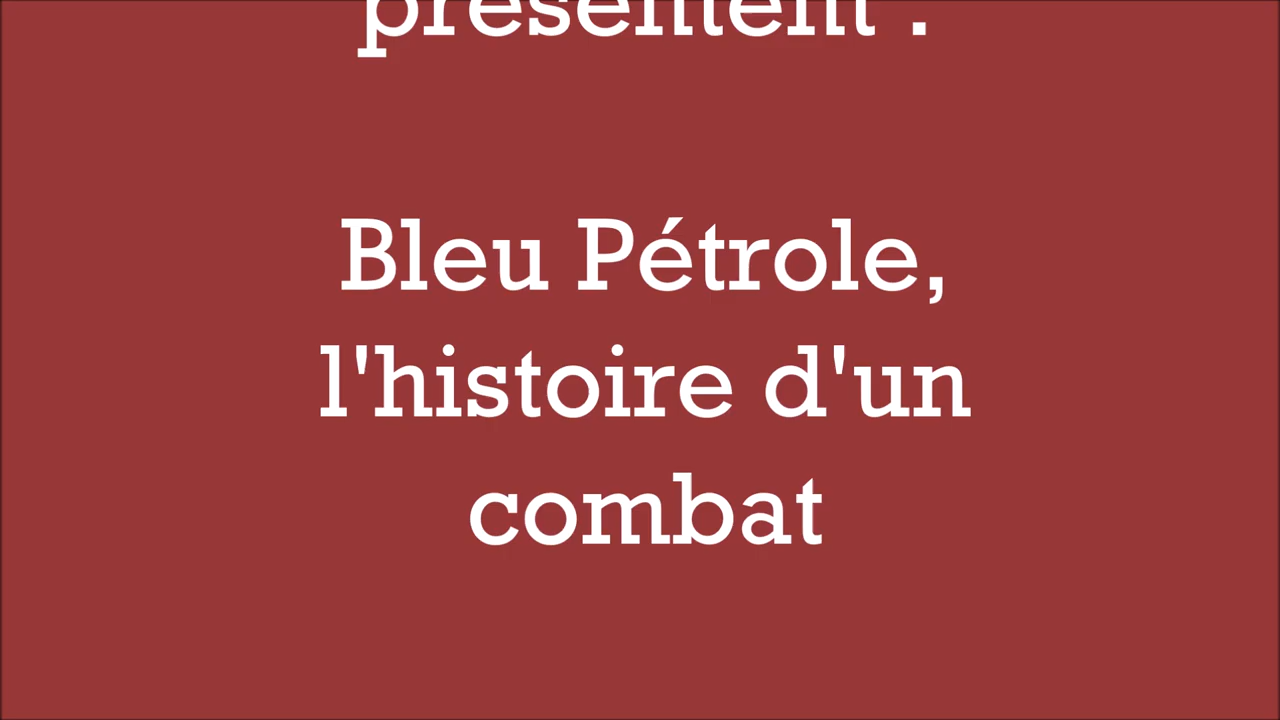 présentent :
Bleu Pétrole,
l'histoire d'un
combat